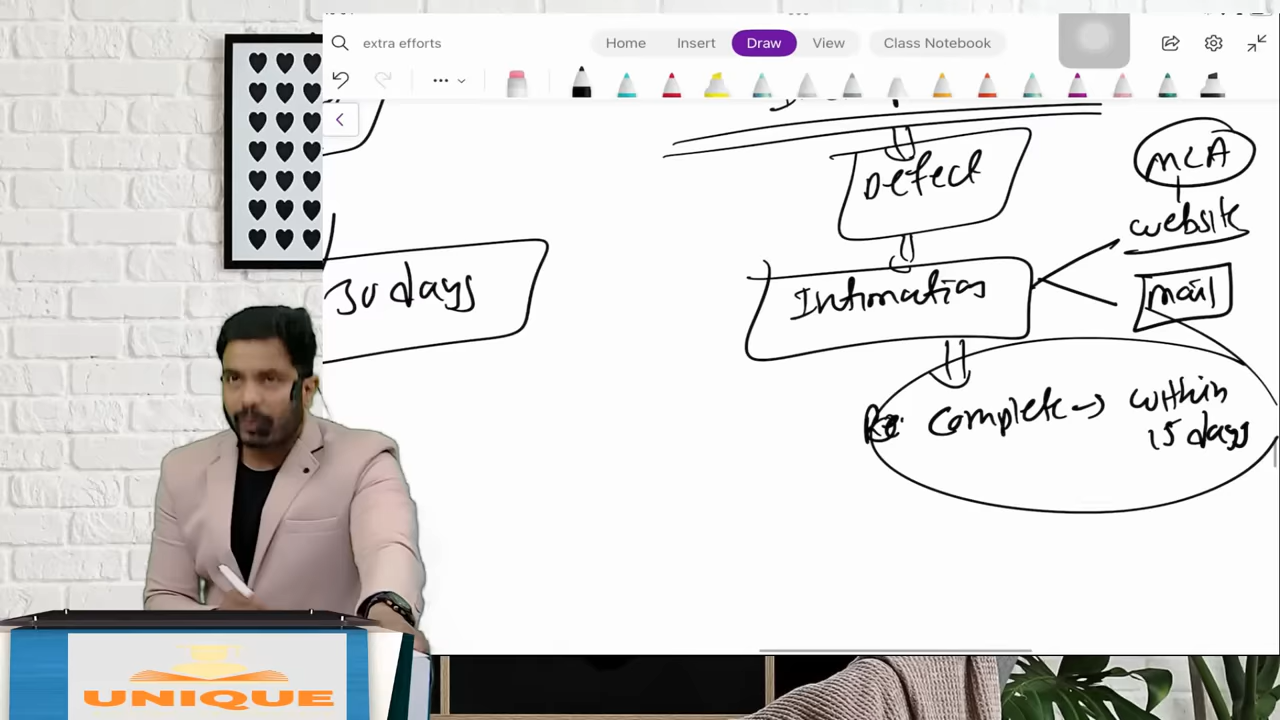 extra efforts
Home Insert Draw View Class Notebook
Defect
MCA
website
30 days
Intimation
mail
complete → within
15 days
UNIQUE